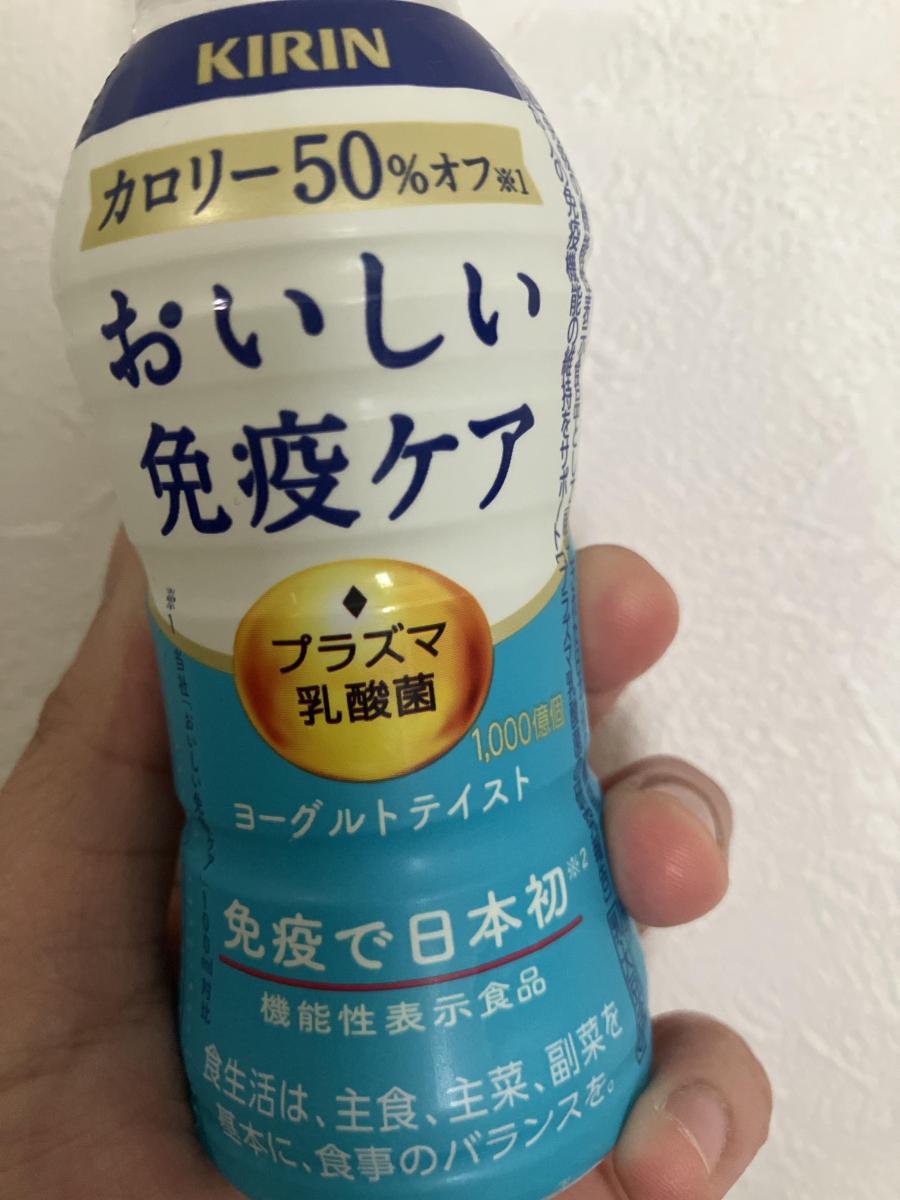 KIRIN
カロリー50%オフ※1
おいしい
免疫ケア
プラズマ
乳酸菌
1,000億個
ヨーグルトテイスト
免疫で日本初※2
機能性表示食品
食生活は、主食、主菜、副菜を
基本に、食事のバランスを。